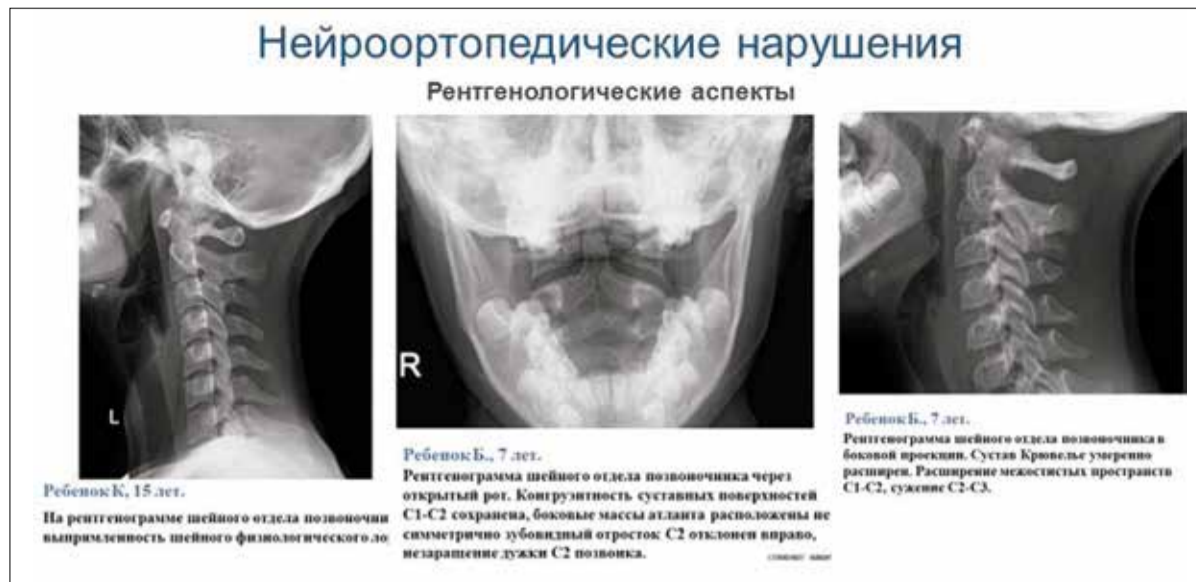 Нейроортопедические нарушения
Рентгенологические аспекты
L
Ребенок К, 15 лет.
На рентгенограмме шейного отдела позвоночни
выпрямленность шейного физиологического ло
R
Ребенок Б., 7 лет.
Рентгенограмма шейного отдела позвоночника через
открытый рот. Конгруэнтность суставных поверхностей
С1-С2 сохранена, боковые массы атланта расположены не
симметрично зубовидный отросток С2 отклонен вправо,
незаращение дужки С2 позвонка.
Ребенок Б., 7 лет.
Рентгенограмма шейного отдела позвоночника в
боковой проекции. Сустав Крювелье умеренно
расширен. Расширение межостистых пространств
С1-С2, сужение С2-С3.